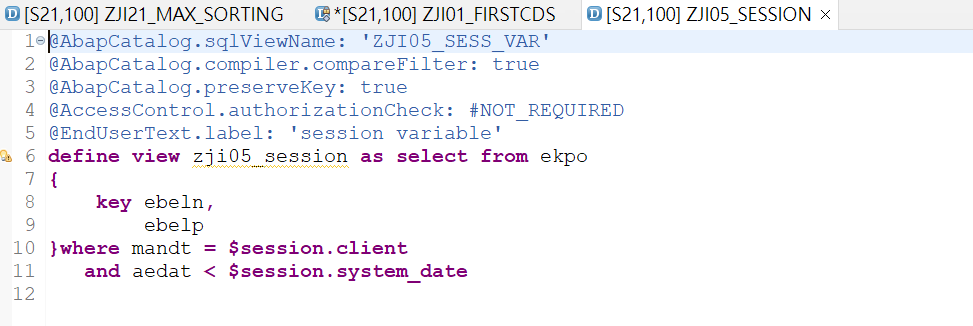 [S21,100] ZJI21_MAX_SORTING *[S21,100] ZJI01_FIRSTCDS [S21,100] ZJI05_SESSION
1 @AbapCatalog.sqlViewName: 'ZJI05_SESS_VAR'
2 @AbapCatalog.compiler.compareFilter: true
3 @AbapCatalog.preserveKey: true
4 @AccessControl.authorizationCheck: #NOT_REQUIRED
5 @EndUserText.label: 'session variable'
6 define view zji05_session as select from ekpo
7 {
8     key ebeln,
9         ebelp
10 }where mandt = $session.client
11    and aedat < $session.system_date
12